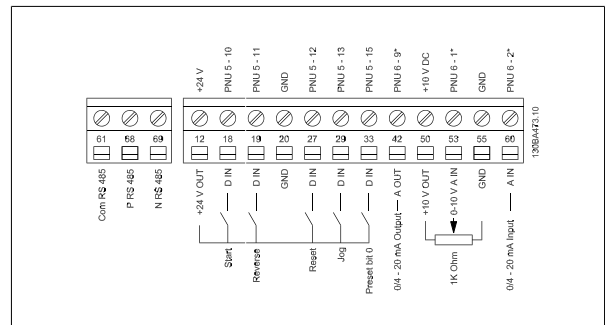 +24 V
PNU 5 - 10
PNU 5 - 11
GND
PNU 5 - 12
PNU 5 - 13
PNU 5 - 15
PNU 6 - 9*
+10 V DC
PNU 6 - 1*
GND
PNU 6 - 2*
61 68 69
12 18 19 20 27 29 33 42 50 53 55 60
Com RS 485
P RS 485
N RS 485
+24 V OUT
D IN
D IN
GND
D IN
D IN
D IN
A OUT
+10 V OUT
0-10 V A IN
GND
A IN
Start
Reverse
Reset
Jog
Preset bit 0
0/4 - 20 mA Output
1K Ohm
0/4 - 20 mA Input
130BA473.10